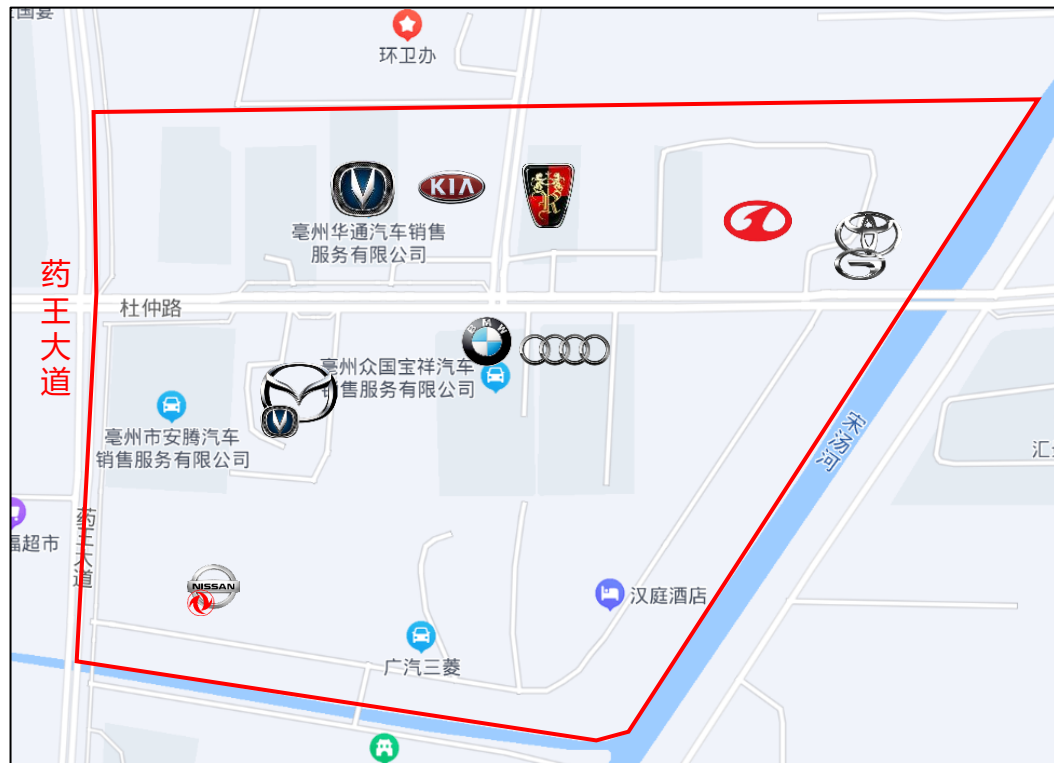 环卫办
KIA
R
亳州华通汽车销售
服务有限公司
药王大道
杜仲路
BMW
亳州众国宝祥汽车
销售服务有限公司
亳州市安腾汽车
销售服务有限公司
宋汤河
汇
福超市
药王大道
NISSAN
汉庭酒店
广汽三菱